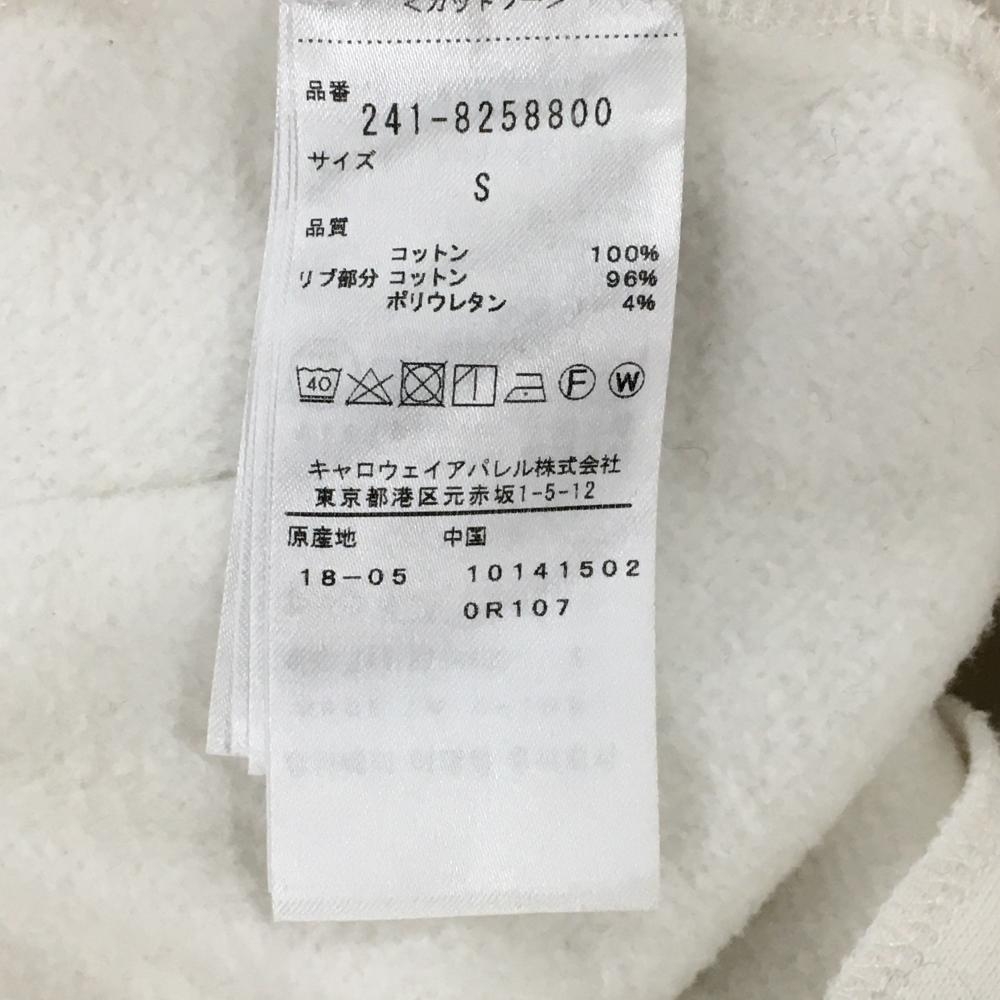 品番
241-8258800
サイズ
S
品質
コットン 100%
リブ部分 コットン 96%
ポリウレタン 4%
40 F W
キャロウェイアパレル株式会社
東京都港区元赤坂1-5-12
原産地 中国
18-05 10141502
0R107